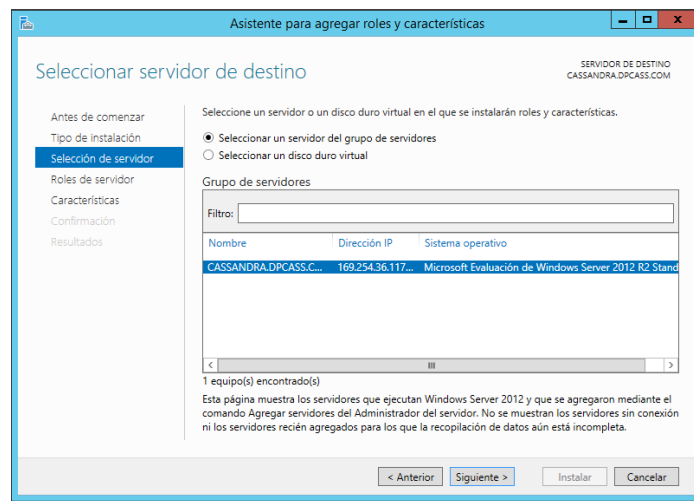 Asistente para agregar roles y características
Seleccionar servidor de destino
SERVIDOR DE DESTINO
CASSANDRA.DPCASS.COM
Antes de comenzar
Tipo de instalación
Selección de servidor
Roles de servidor
Características
Confirmación
Resultados
Seleccione un servidor o un disco duro virtual en el que se instalarán roles y características.
Seleccionar un servidor del grupo de servidores
Seleccionar un disco duro virtual
Grupo de servidores
Filtro:
Nombre Dirección IP Sistema operativo
CASSANDRA.DPCASS.C... 169.254.36.117... Microsoft Evaluación de Windows Server 2012 R2 Stand
1 equipo(s) encontrado(s)
Esta página muestra los servidores que ejecutan Windows Server 2012 y que se agregaron mediante el
comando Agregar servidores del Administrador del servidor. No se muestran los servidores sin conexión
ni los servidores recién agregados para los que la recopilación de datos aún está incompleta.
< Anterior Siguiente > Instalar Cancelar